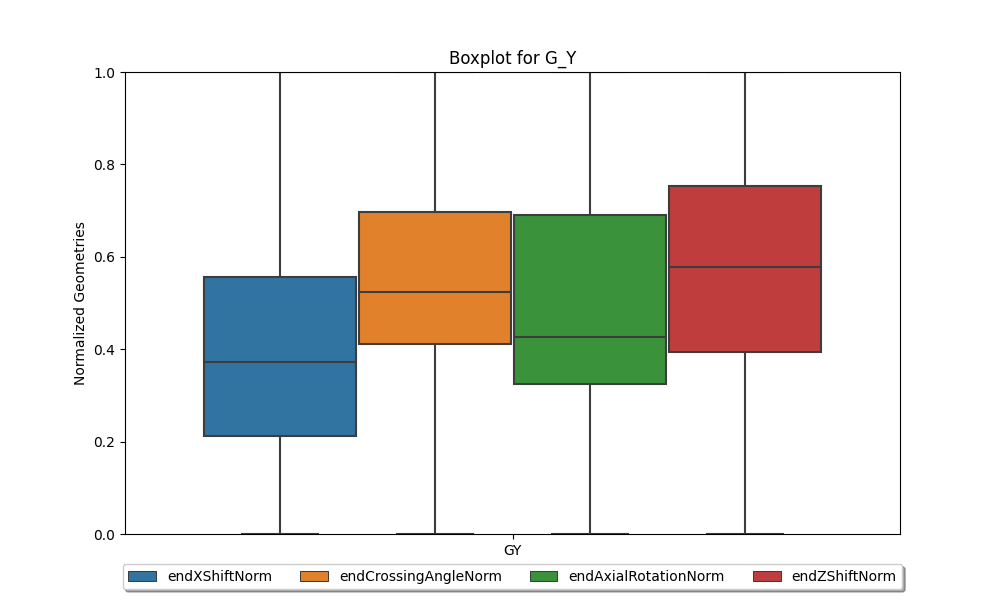 Boxplot for G_Y
1.0
0.8
0.6
0.4
0.2
0.0
Normalized Geometries
GY
endXShiftNorm endCrossingAngleNorm endAxialRotationNorm endZShiftNorm